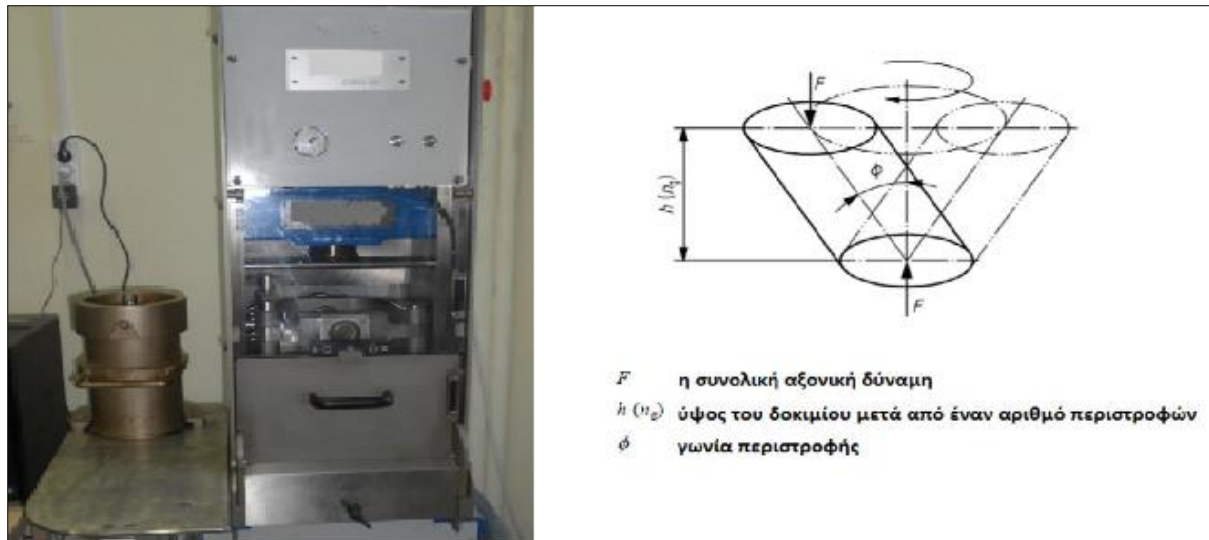 F
F
h (n_g)
ϕ
F η συνολική αξονική δύναμη
h (n_g) ύψος του δοκιμίου μετά από έναν αριθμό περιστροφών
ϕ γωνία περιστροφής